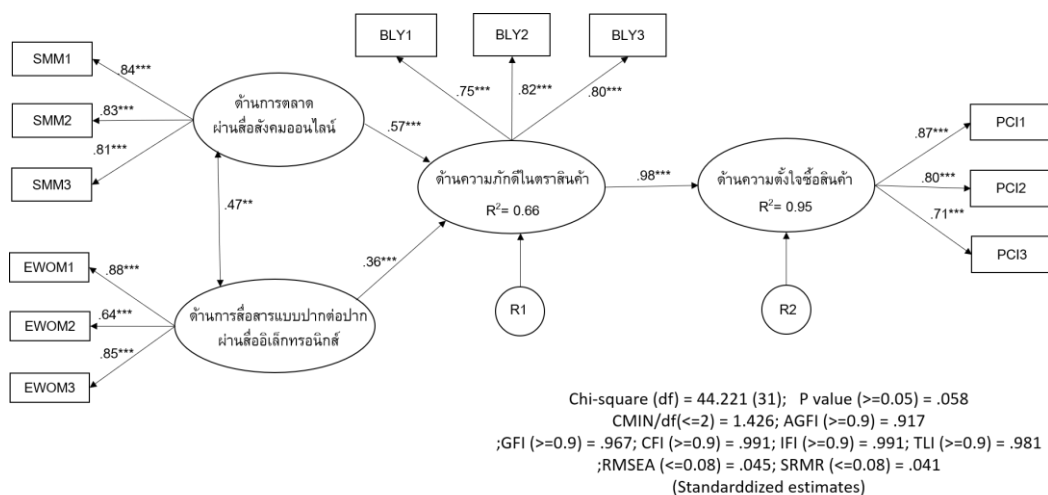 BLY1
BLY2
BLY3
SMM1
SMM2
SMM3
.84***
.83***
.81***
.75***
.82***
.80***
ด้านการตลาด
ผ่านสื่อสังคมออนไลน์
.57***
PCI1
PCI2
PCI3
.87***
.80***
.71***
ด้านความภักดีในตราสินค้า
R²= 0.66
.98***
ด้านความตั้งใจซื้อสินค้า
R²= 0.95
.47**
.36***
EWOM1
EWOM2
EWOM3
.88***
.64***
.85***
ด้านการสื่อสารแบบปากต่อปาก
ผ่านสื่ออิเล็กทรอนิกส์
R1
R2
Chi-square (df) = 44.221 (31); P value (>=0.05) = .058
CMIN/df(<=2) = 1.426; AGFI (>=0.9) = .917
;GFI (>=0.9) = .967; CFI (>=0.9) = .991; IFI (>=0.9) = .991; TLI (>=0.9) = .981
;RMSEA (<=0.08) = .045; SRMR (<=0.08) = .041
(Standarddized estimates)